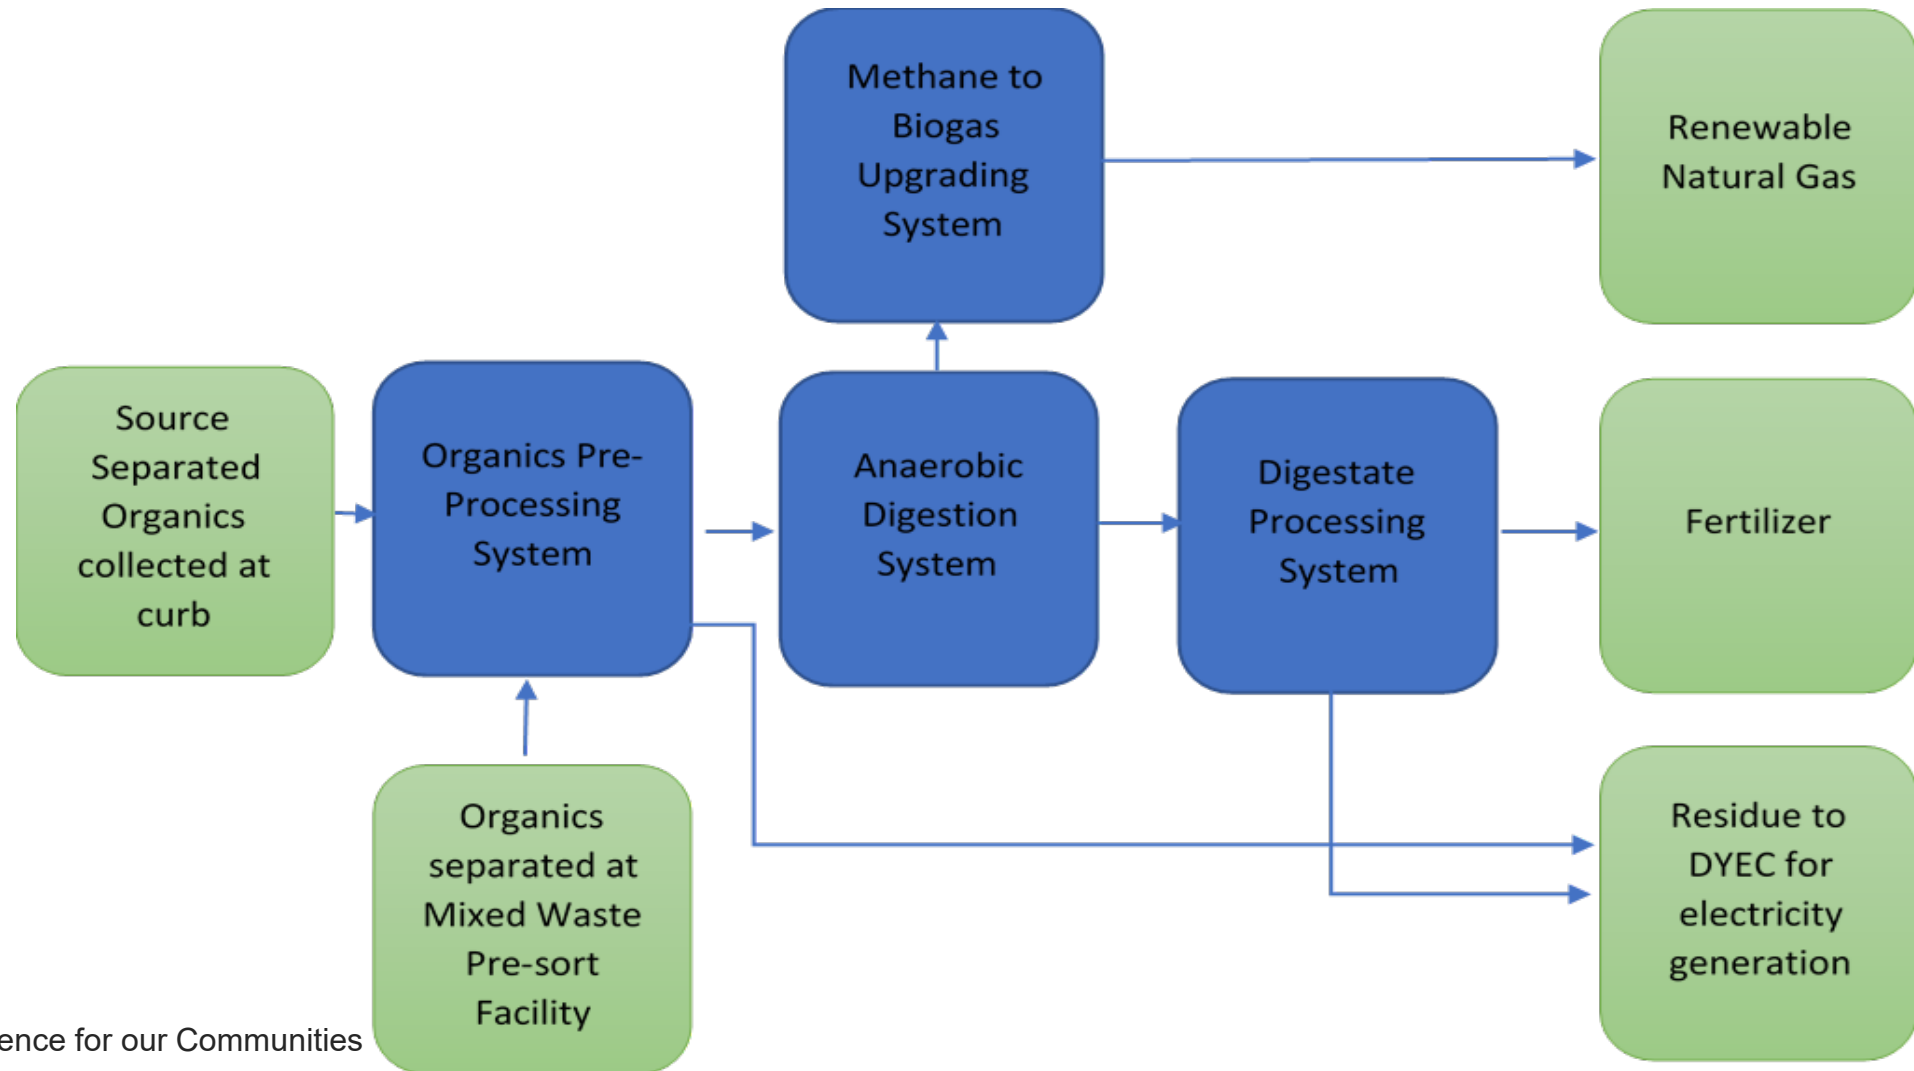 Methane to
Biogas
Upgrading
System
Renewable
Natural Gas
Source
Separated
Organics
collected at
curb
Organics Pre-
Processing
System
Anaerobic
Digestion
System
Digestate
Processing
System
Fertilizer
Organics
separated at
Mixed Waste
Pre-sort
Facility
Residue to
DYEC for
electricity
generation
for our Communities